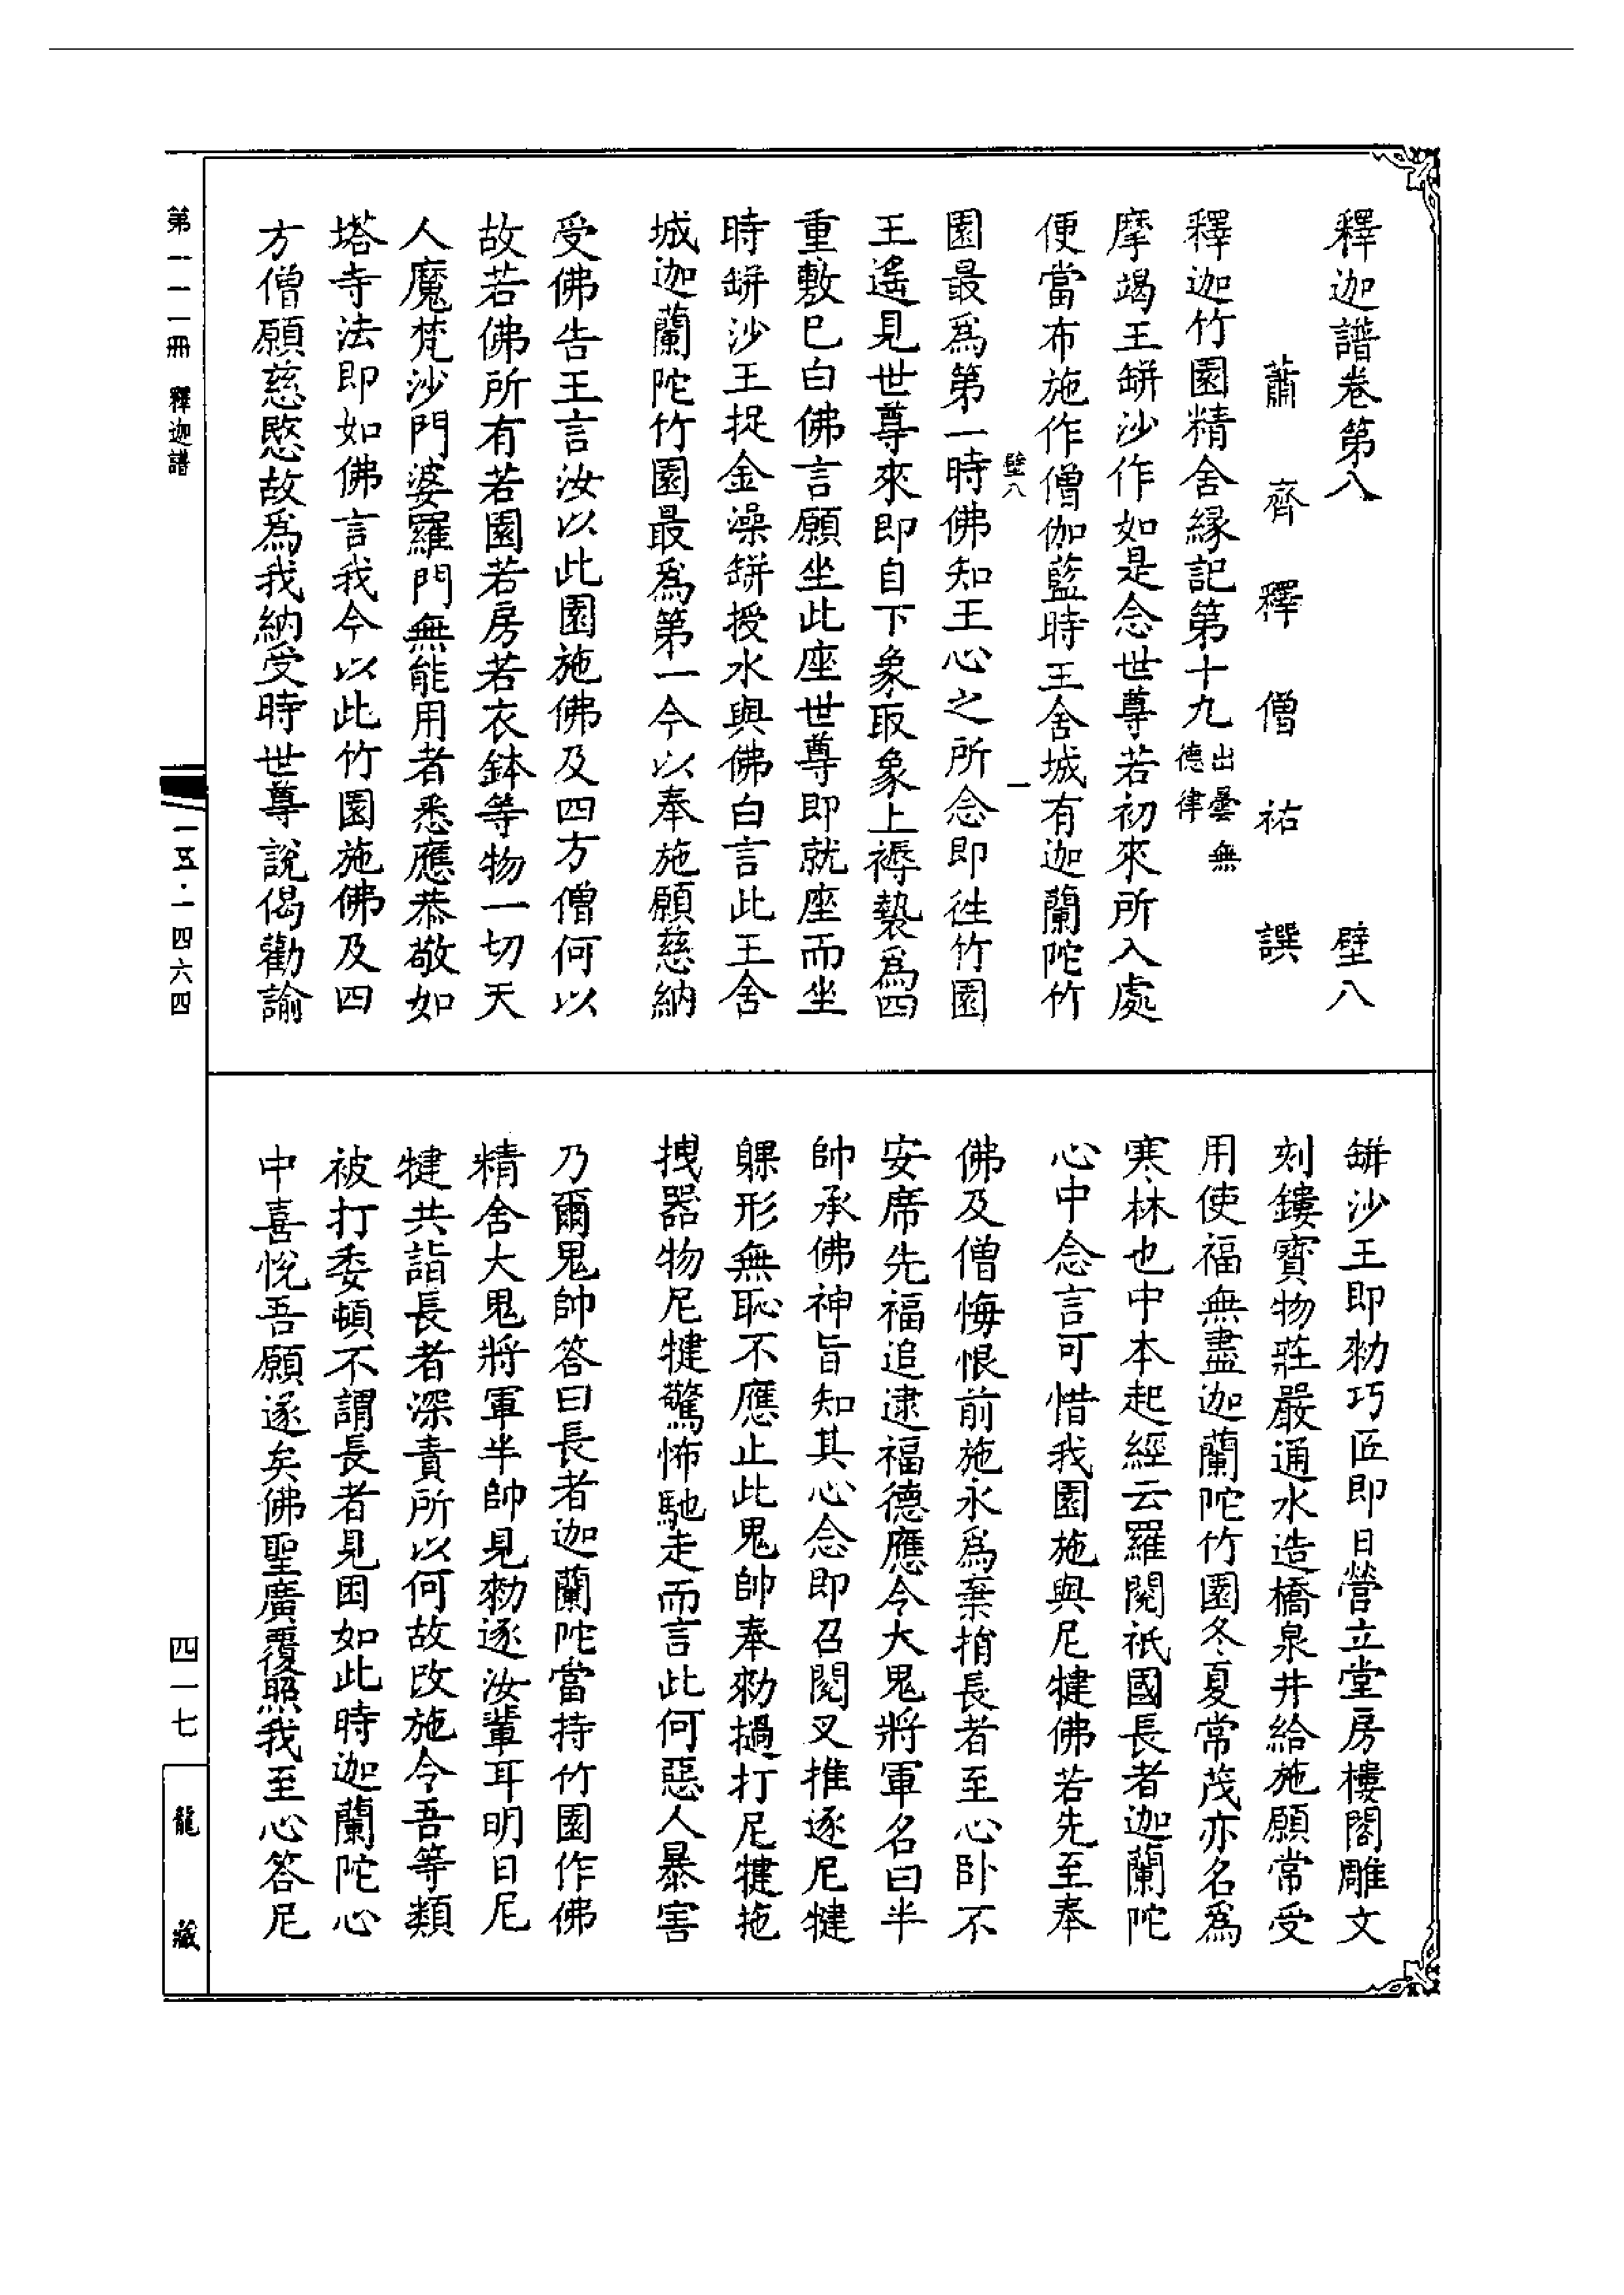 釋迦譜卷第八　壁八
蕭齊釋僧祐譔
釋迦竹園精舍緣記第十九出曇無德律
摩竭王缾沙作如是念世尊若初來所入處
便當布施作僧伽藍時王舍城有迦蘭陀竹
壁八　一
園最爲第一時佛知王心之所念即徃竹園
王遙見世尊來即自下象取象上褥褺爲四
重敷已白佛言願坐此座世尊即就座而坐
時缾沙王捉金澡缾授水與佛白言此王舍
城迦蘭陀竹園最爲第一今以奉施願慈納
受佛告王言汝以此園施佛及四方僧何以
故若佛所有若園若房若衣鉢等物一切天
人魔梵沙門婆羅門無能用者悉應恭敬如
塔寺法即如佛言我今以此竹園施佛及四
方僧願慈愍故爲我納受時世尊說偈勸諭
缾沙王即勑巧匠即日營立堂房樓閣雕文
刻鏤寳物莊嚴通水造橋泉井給施願常受
用使福無盡迦蘭陀竹園冬夏常茂亦名爲
寒林也中本起經云羅閱祇國長者迦蘭陀
心中念言可惜我園施與尼犍佛若先至奉
佛及僧悔恨前施永爲棄捐長者至心卧不
安席先福追逮福德應今大鬼將軍名曰半
帥承佛神旨知其心念即召閱叉推逐尼犍
躶形無恥不應止此鬼帥奉勑撾打尼犍拖
拽器物尼犍驚怖馳走而言此何惡人暴害
乃爾鬼帥答曰長者迦蘭陀當持竹園作佛
精舍大鬼將軍半帥見勑逐汝輩耳明日尼
犍共詣長者深責所以何故改施令吾等類
被打委頓不謂長者見困如此時迦蘭陀心
中喜悅吾願遂矣佛聖廣覆照我至心答尼
第一一一冊　釋迦譜
一五·一四六四
四一七
龍藏